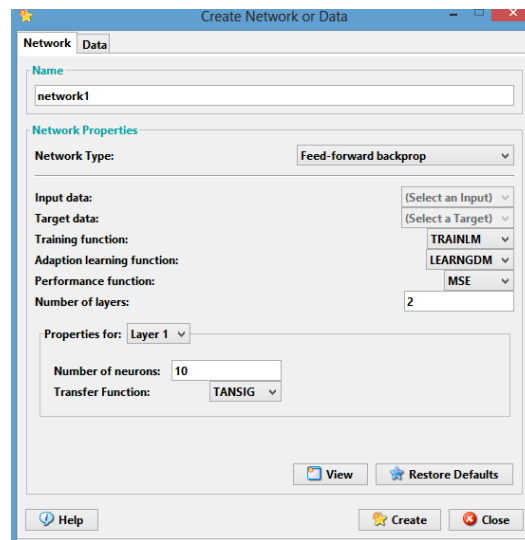 Create Network or Data
Network Data
Name
network1
Network Properties
Network Type: Feed-forward backprop
Input data: (Select an Input)
Target data: (Select a Target)
Training function: TRAINLM
Adaption learning function: LEARNGDM
Performance function: MSE
Number of layers: 2
Properties for: Layer 1
Number of neurons: 10
Transfer Function: TANSIG
View Restore Defaults
Help Create Close